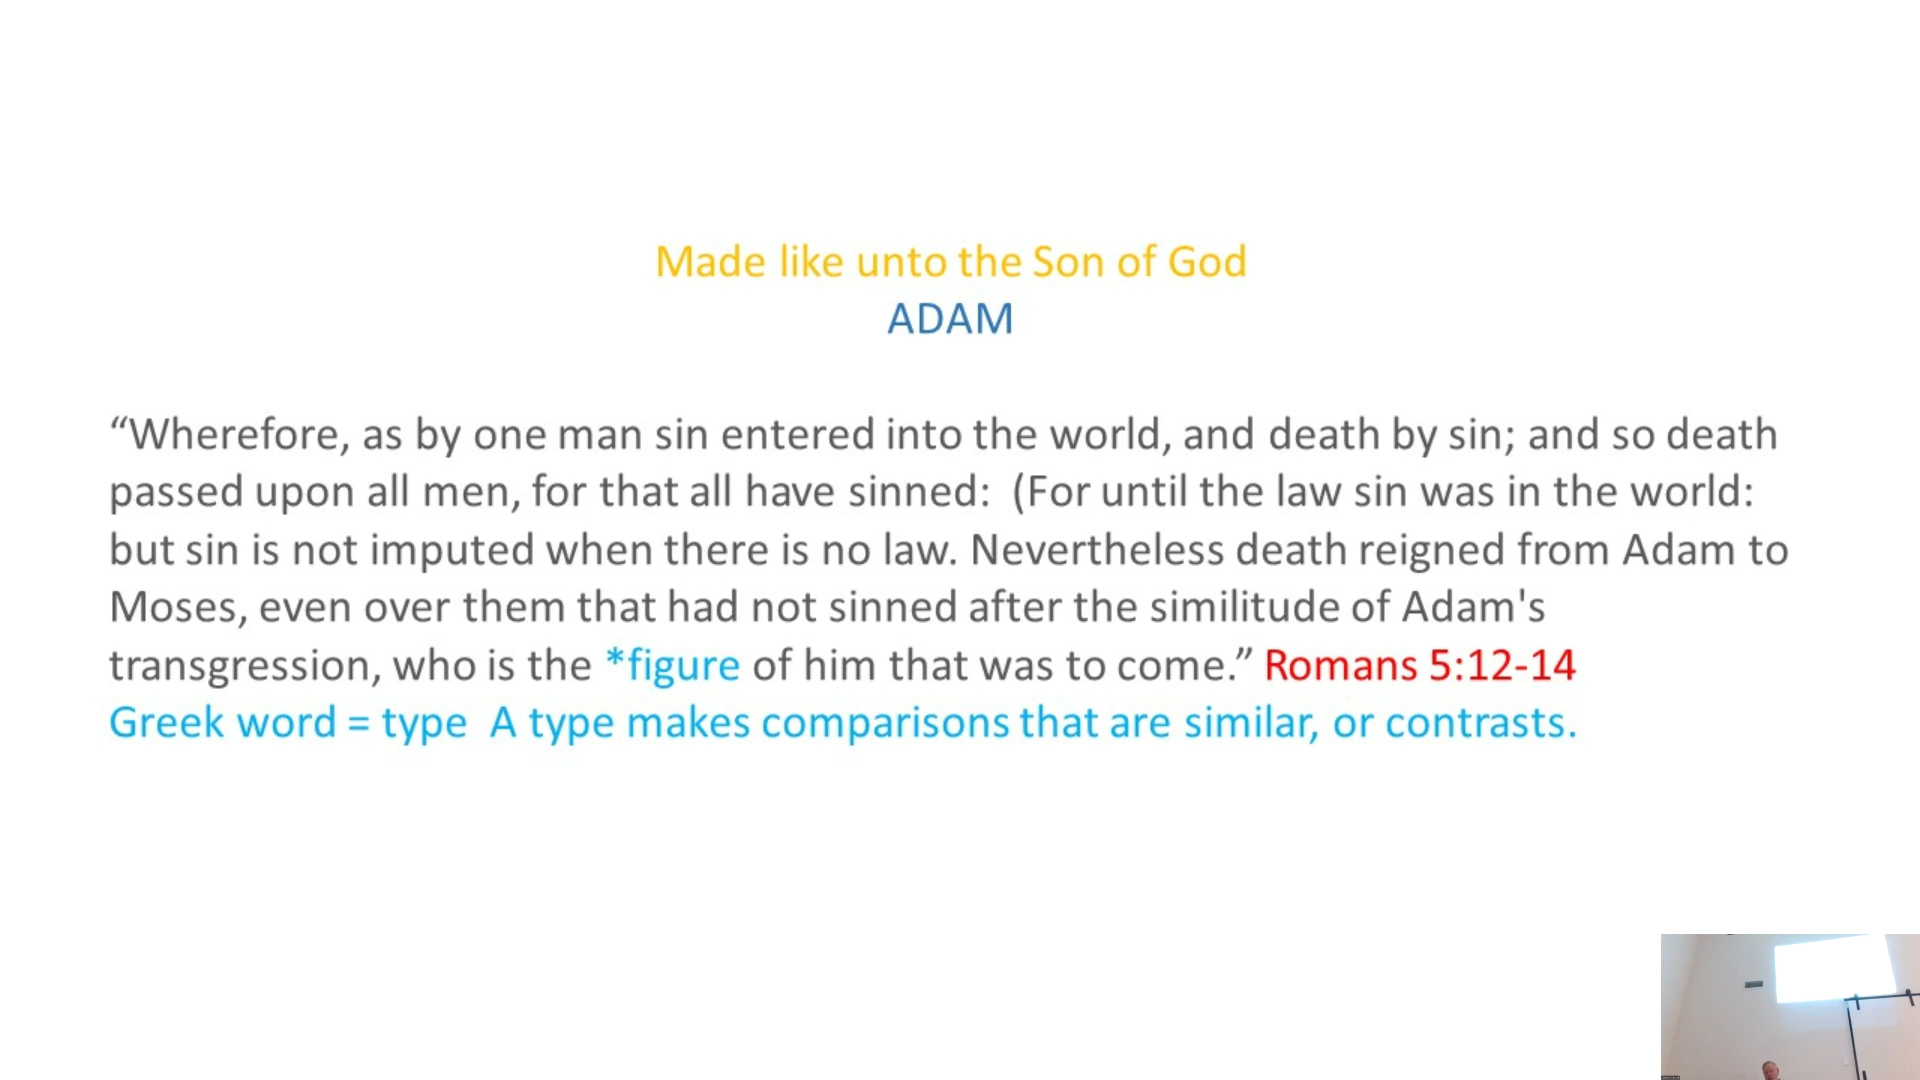 Made like unto the Son of God
ADAM
“Wherefore, as by one man sin entered into the world, and death by sin; and so death
passed upon all men, for that all have sinned:  (For until the law sin was in the world:
but sin is not imputed when there is no law. Nevertheless death reigned from Adam to
Moses, even over them that had not sinned after the similitude of Adam's
transgression, who is the *figure of him that was to come.” Romans 5:12-14
Greek word = type  A type makes comparisons that are similar, or contrasts.